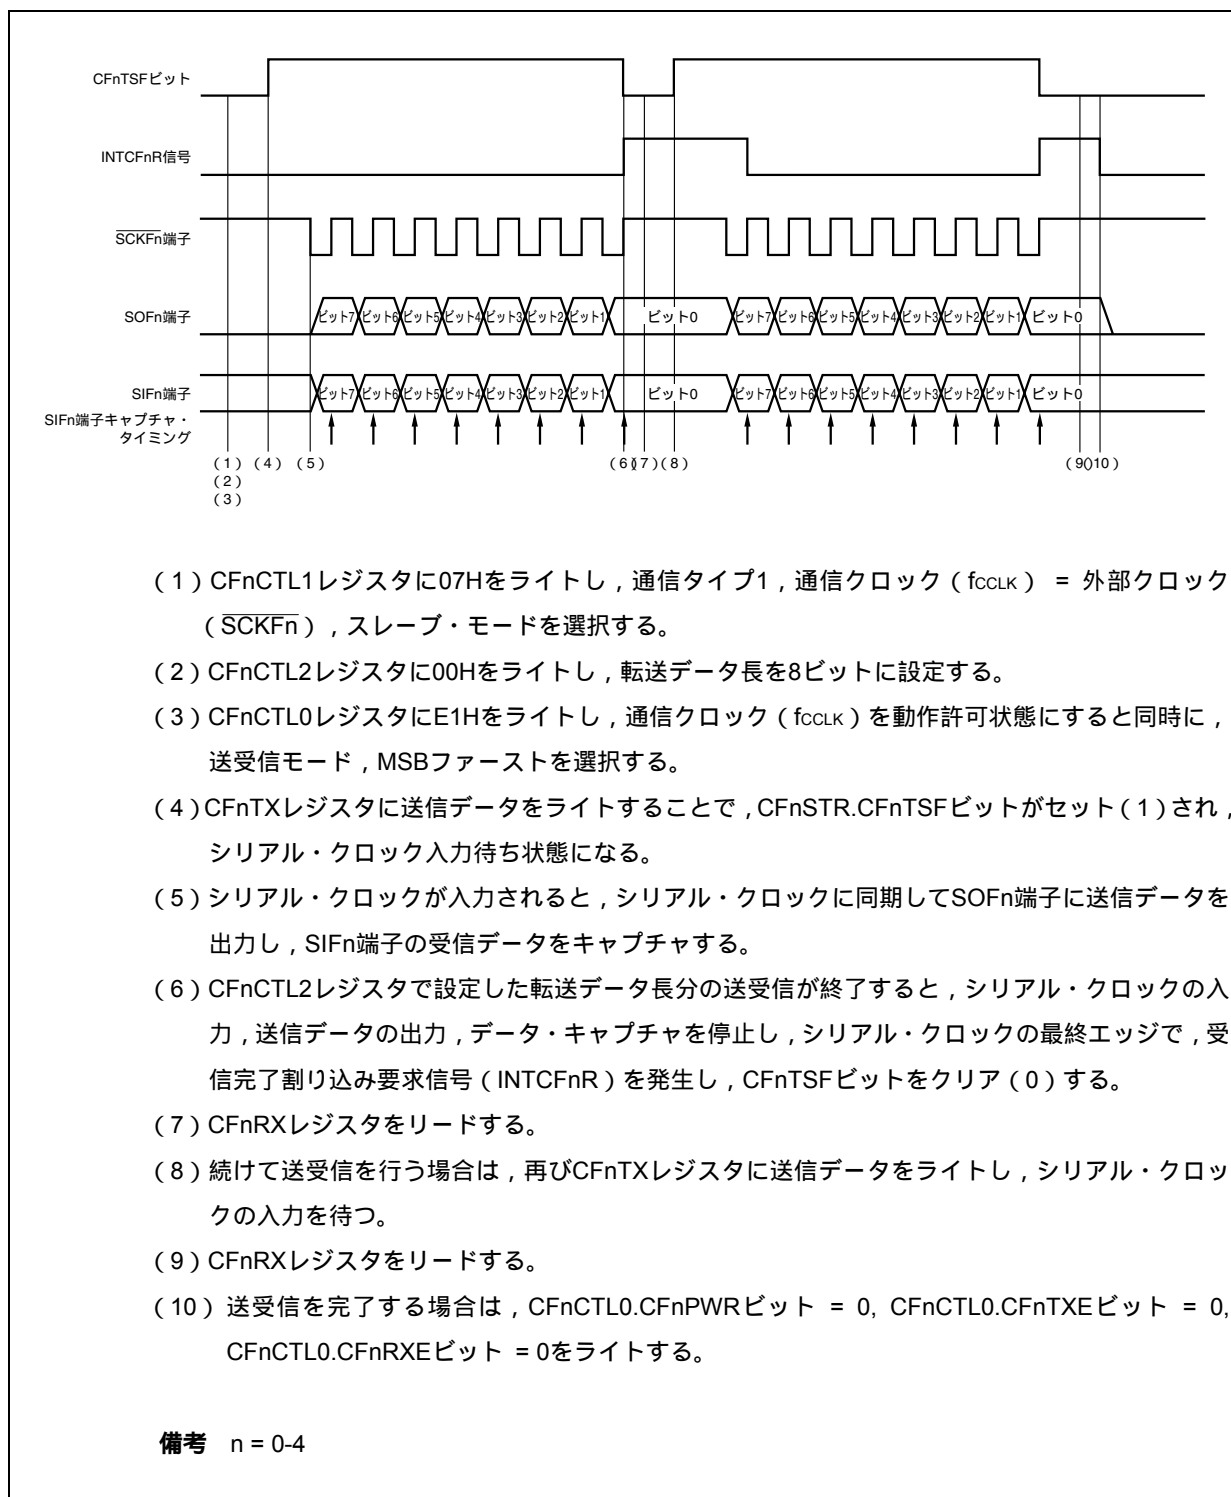 CFnTSFビット
INTCFnR信号
SCKFn端子
SOFn端子
ビット7 ビット6 ビット5 ビット4 ビット3 ビット2 ビット1 ビット0 ビット7 ビット6 ビット5 ビット4 ビット3 ビット2 ビット1 ビット0
SIFn端子
ビット7 ビット6 ビット5 ビット4 ビット3 ビット2 ビット1 ビット0 ビット7 ビット6 ビット5 ビット4 ビット3 ビット2 ビット1 ビット0
SIFn端子キャプチャ・
タイミング
(1) (4) (5) (6)(7)(8) (9)(10)
(2)
(3)
(1)CFnCTL1レジスタに07Hをライトし,通信タイプ1,通信クロック(fCCLK) = 外部クロック
(SCKFn),スレーブ・モードを選択する。
(2)CFnCTL2レジスタに00Hをライトし,転送データ長を8ビットに設定する。
(3)CFnCTL0レジスタにE1Hをライトし,通信クロック(fCCLK)を動作許可状態にすると同時に,
送受信モード,MSBファーストを選択する。
(4)CFnTXレジスタに送信データをライトすることで,CFnSTR.CFnTSFビットがセット(1)され,
シリアル・クロック入力待ち状態になる。
(5)シリアル・クロックが入力されると,シリアル・クロックに同期してSOFn端子に送信データを
出力し,SIFn端子の受信データをキャプチャする。
(6)CFnCTL2レジスタで設定した転送データ長分の送受信が終了すると,シリアル・クロックの入
力,送信データの出力,データ・キャプチャを停止し,シリアル・クロックの最終エッジで,受
信完了割り込み要求信号(INTCFnR)を発生し,CFnTSFビットをクリア(0)する。
(7)CFnRXレジスタをリードする。
(8)続けて送受信を行う場合は,再びCFnTXレジスタに送信データをライトし,シリアル・クロッ
クの入力を待つ。
(9)CFnRXレジスタをリードする。
(10)送受信を完了する場合は,CFnCTL0.CFnPWRビット = 0, CFnCTL0.CFnTXEビット = 0,
CFnCTL0.CFnRXEビット = 0をライトする。
備考 n = 0-4